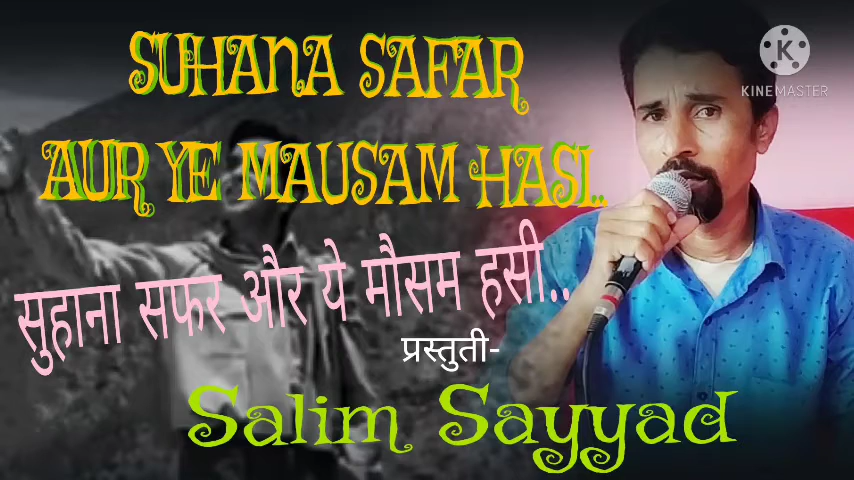 SUHANA SAFAR
AUR YE MAUSAM HASI..
सुहाना सफर और ये मौसम हसी..
प्रस्तुती-
Salim Sayyad
K
KINEMASTER